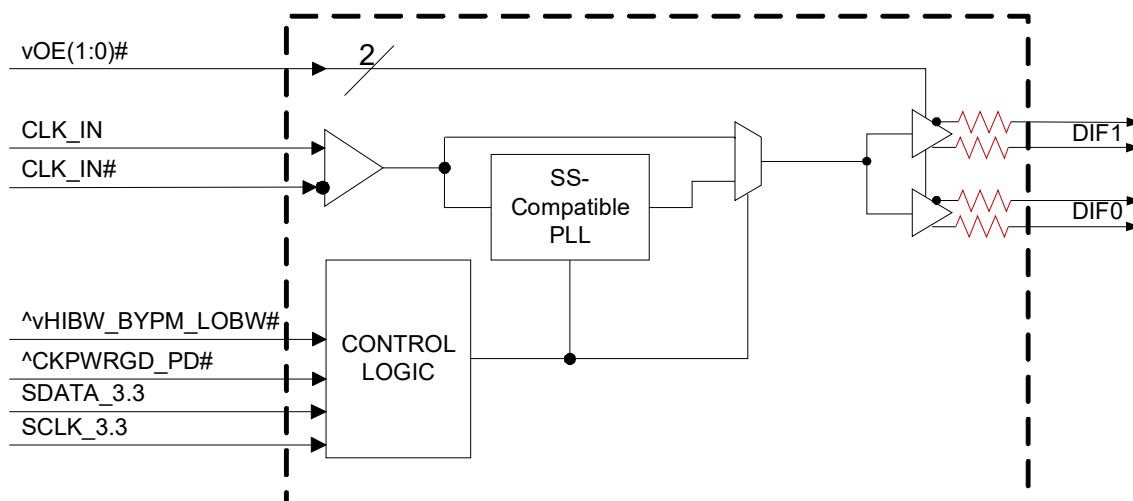 vOE(1:0)#
2
CLK_IN
DIF1
CLK_IN#
SS-
Compatible
PLL
DIF0
^vHIBW_BYPM_LOBW#
^CKPWRGD_PD#
SDATA_3.3
SCLK_3.3
CONTROL
LOGIC